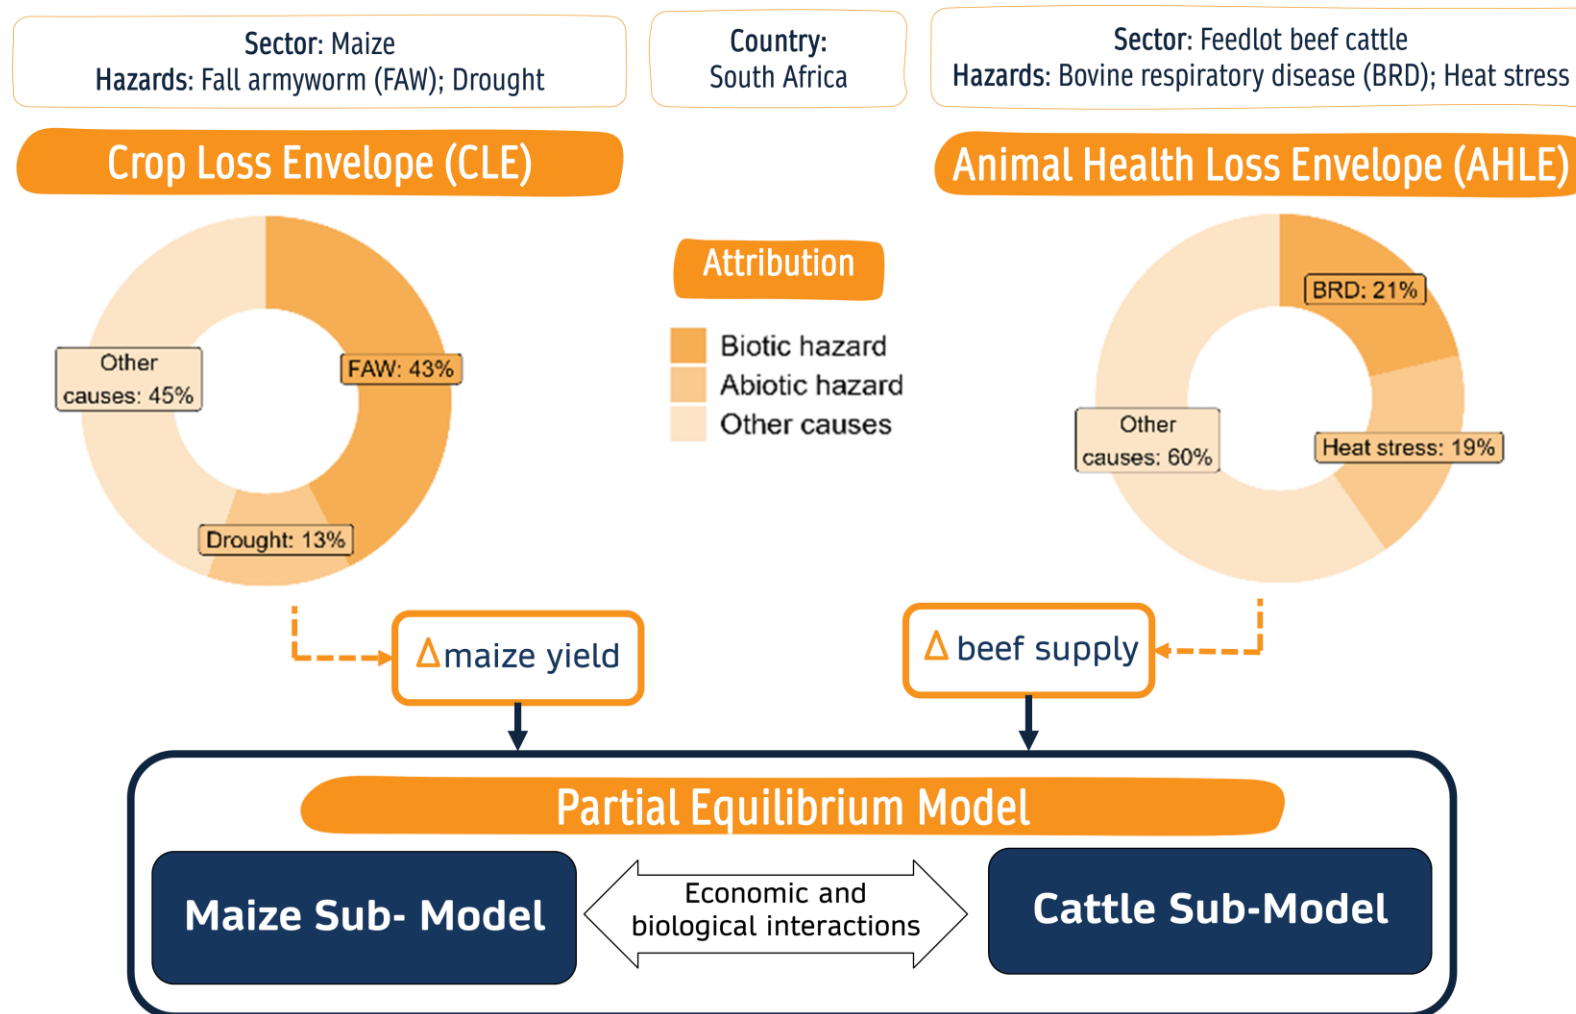 Sector: Maize
Hazards: Fall armyworm (FAW); Drought
Country:
South Africa
Sector: Feedlot beef cattle
Hazards: Bovine respiratory disease (BRD); Heat stress
Crop Loss Envelope (CLE)
Animal Health Loss Envelope (AHLE)
Other
causes: 45%
FAW: 43%
Drought: 13%
Attribution
Biotic hazard
Abiotic hazard
Other causes
BRD: 21%
Other
causes: 60%
Heat stress: 19%
Δ maize yield
Δ beef supply
Partial Equilibrium Model
Maize Sub- Model
Economic and
biological interactions
Cattle Sub-Model